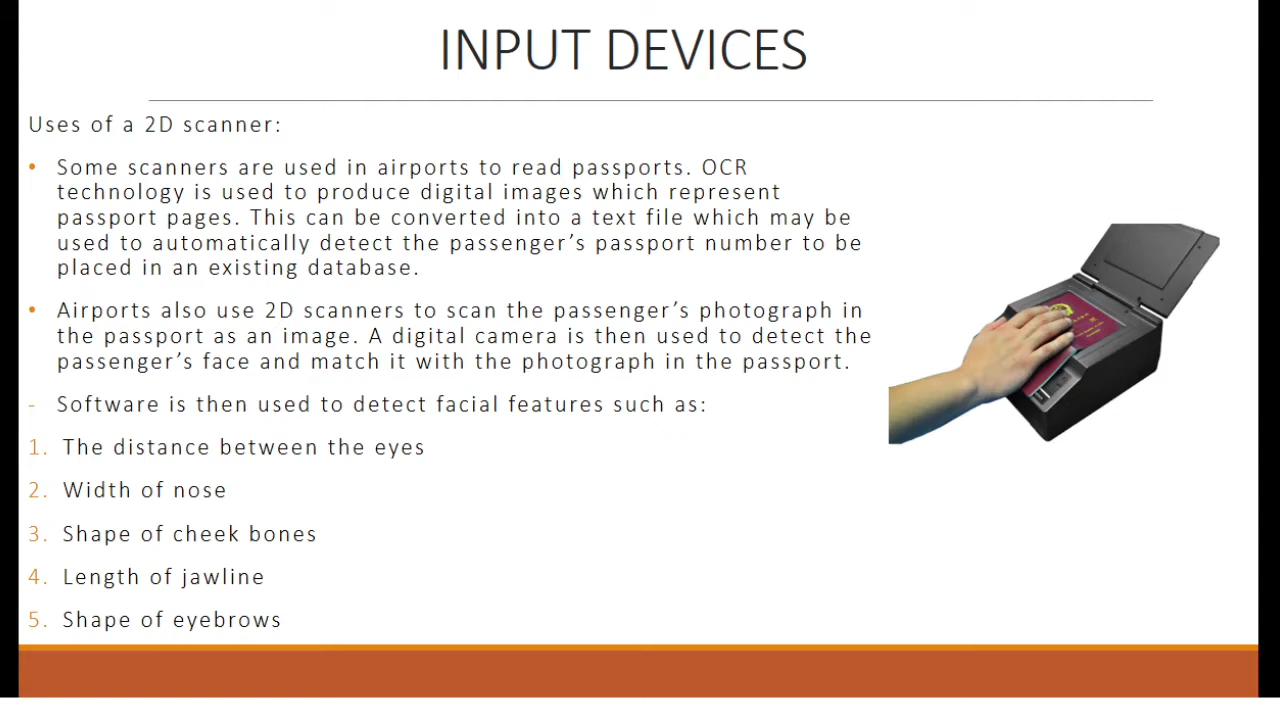 INPUT DEVICES
Uses of a 2D scanner:
• Some scanners are used in airports to read passports. OCR
technology is used to produce digital images which represent
passport pages. This can be converted into a text file which may be
used to automatically detect the passenger’s passport number to be
placed in an existing database.
• Airports also use 2D scanners to scan the passenger’s photograph in
the passport as an image. A digital camera is then used to detect the
passenger’s face and match it with the photograph in the passport.
- Software is then used to detect facial features such as:
1. The distance between the eyes
2. Width of nose
3. Shape of cheek bones
4. Length of jawline
5. Shape of eyebrows